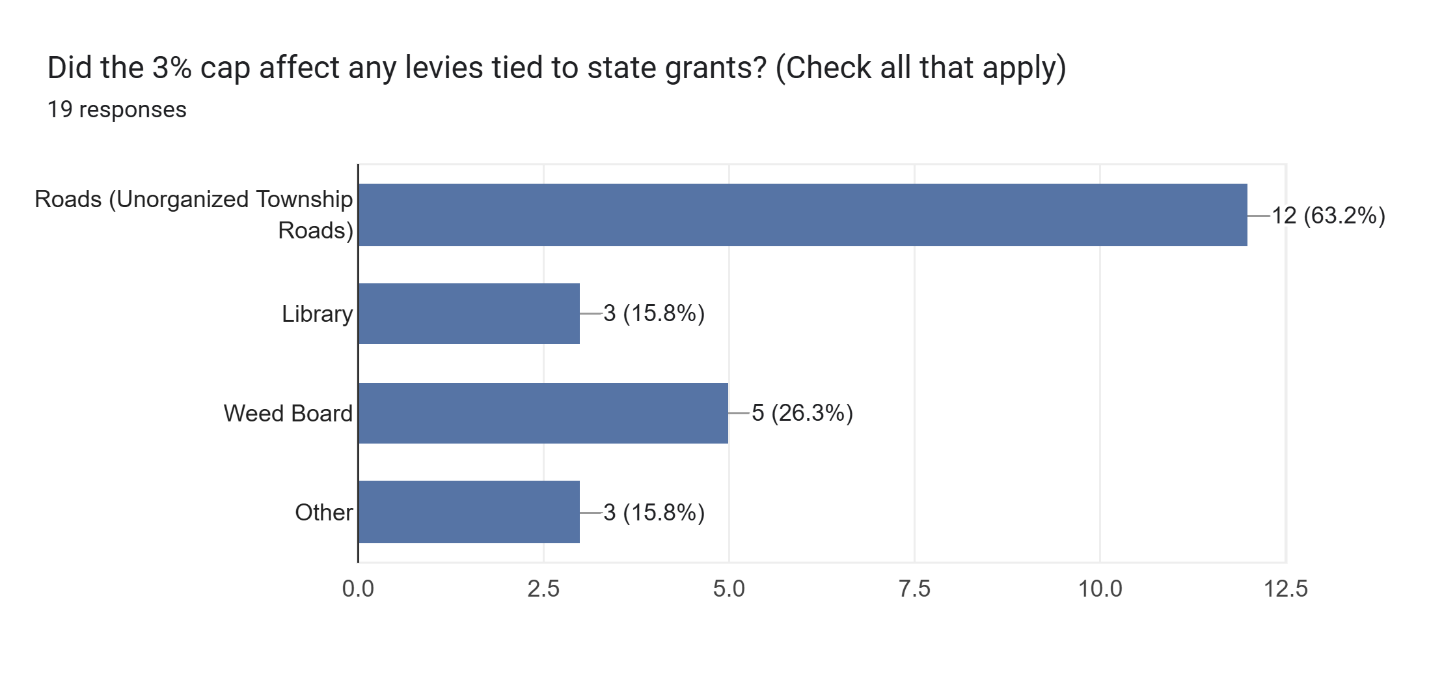 Did the 3% cap affect any levies tied to state grants? (Check all that apply)
19 responses
Roads (Unorganized Township
Roads)
12 (63.2%)
Library
3 (15.8%)
Weed Board
5 (26.3%)
Other
3 (15.8%)
0.0
2.5
5.0
7.5
10.0
12.5